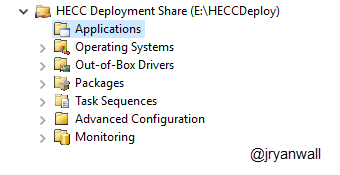 HECC Deployment Share (E:\HECCDeploy)
Applications
Operating Systems
Out-of-Box Drivers
Packages
Task Sequences
Advanced Configuration
Monitoring
@jryanwall